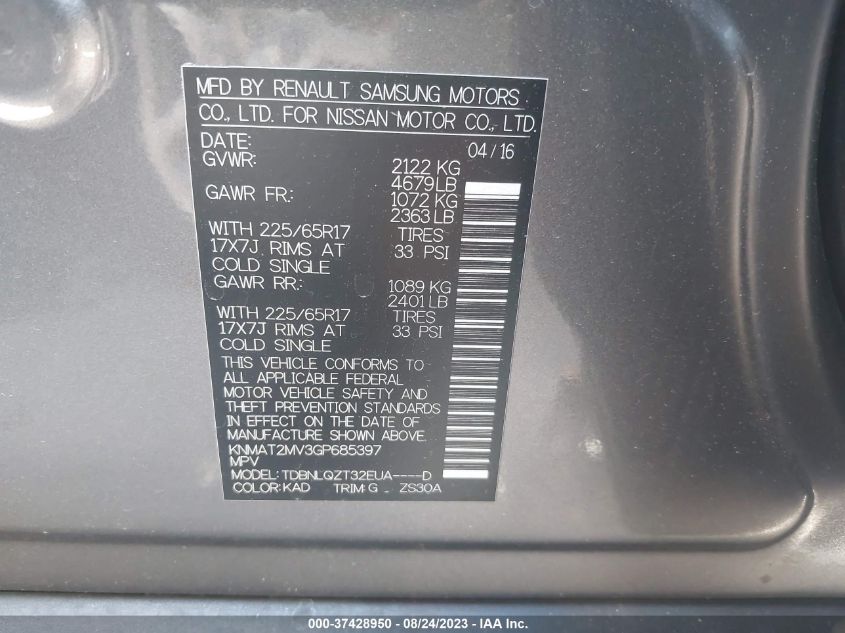 MFD BY RENAULT SAMSUNG MOTORS
CO., LTD. FOR NISSAN MOTOR CO., LTD.
DATE: 04/16
GVWR: 2122 KG
4679LB
GAWR FR: 1072 KG
2363 LB
WITH 225/65R17 TIRES
17X7J RIMS AT 33 PSI
COLD SINGLE
GAWR RR: 1089 KG
2401 LB
WITH 225/65R17 TIRES
17X7J RIMS AT 33 PSI
COLD SINGLE
THIS VEHICLE CONFORMS TO
ALL APPLICABLE FEDERAL
MOTOR VEHICLE SAFETY AND
THEFT PREVENTION STANDARDS
IN EFFECT ON THE DATE OF
MANUFACTURE SHOWN ABOVE.
KNMAT2MV3GP685397
MPV
MODEL: TDBNLQZT32EUA----D
COLOR: KAD TRIM: G ZS30A
000-37428950 - 08/24/2023 - IAA Inc.